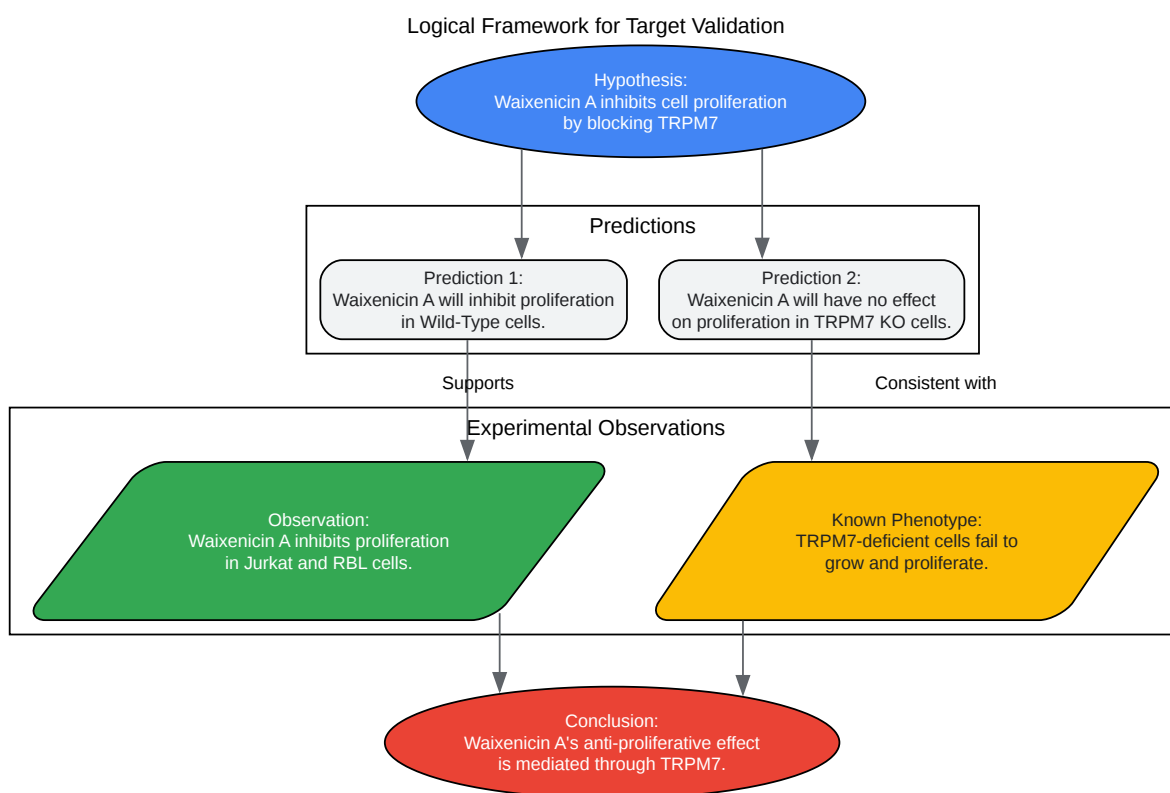 Logical Framework for Target Validation
Hypothesis:
Waixenicin A inhibits cell proliferation
by blocking TRPM7
Predictions
Prediction 1:
Waixenicin A will inhibit proliferation
in Wild-Type cells.
Prediction 2:
Waixenicin A will have no effect
on proliferation in TRPM7 KO cells.
Supports
Consistent with
Experimental Observations
Observation:
Waixenicin A inhibits proliferation
in Jurkat and RBL cells.
Known Phenotype:
TRPM7-deficient cells fail to
grow and proliferate.
Conclusion:
Waixenicin A's anti-proliferative effect
is mediated through TRPM7.